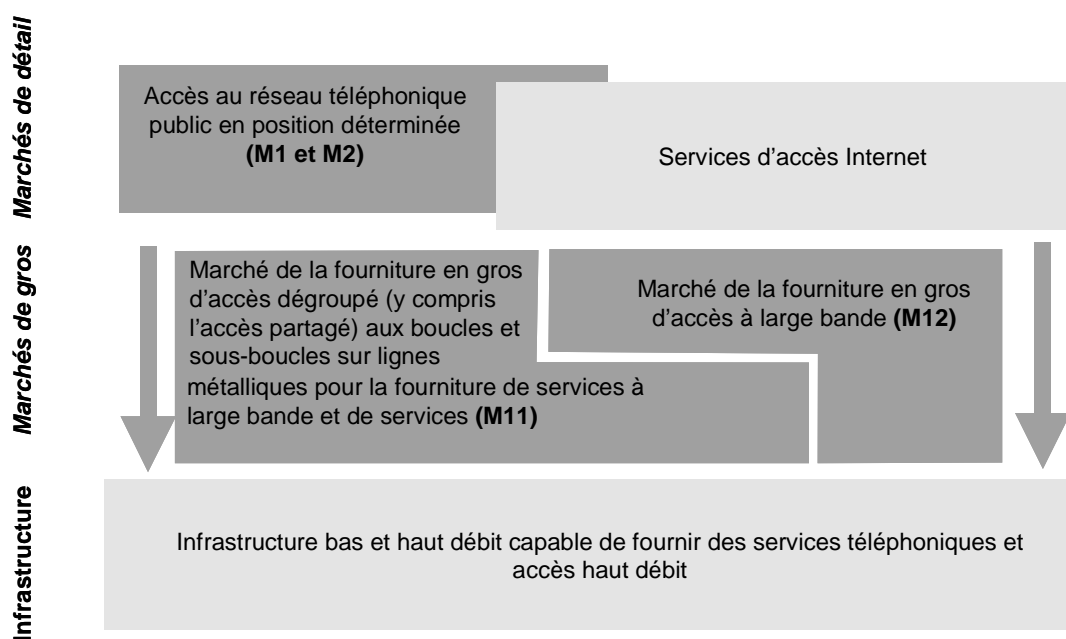 Marchés de détail
Accès au réseau téléphonique
public en position déterminée
(M1 et M2)
Services d'accès Internet
Marchés de gros
Marché de la fourniture en gros
d'accès dégroupé (y compris
l'accès partagé) aux boucles et
sous-boucles sur lignes
métalliques pour la fourniture de services à
large bande et de services (M11)
Marché de la fourniture en gros
d'accès à large bande (M12)
Infrastructure
Infrastructure bas et haut débit capable de fournir des services téléphoniques et
accès haut débit